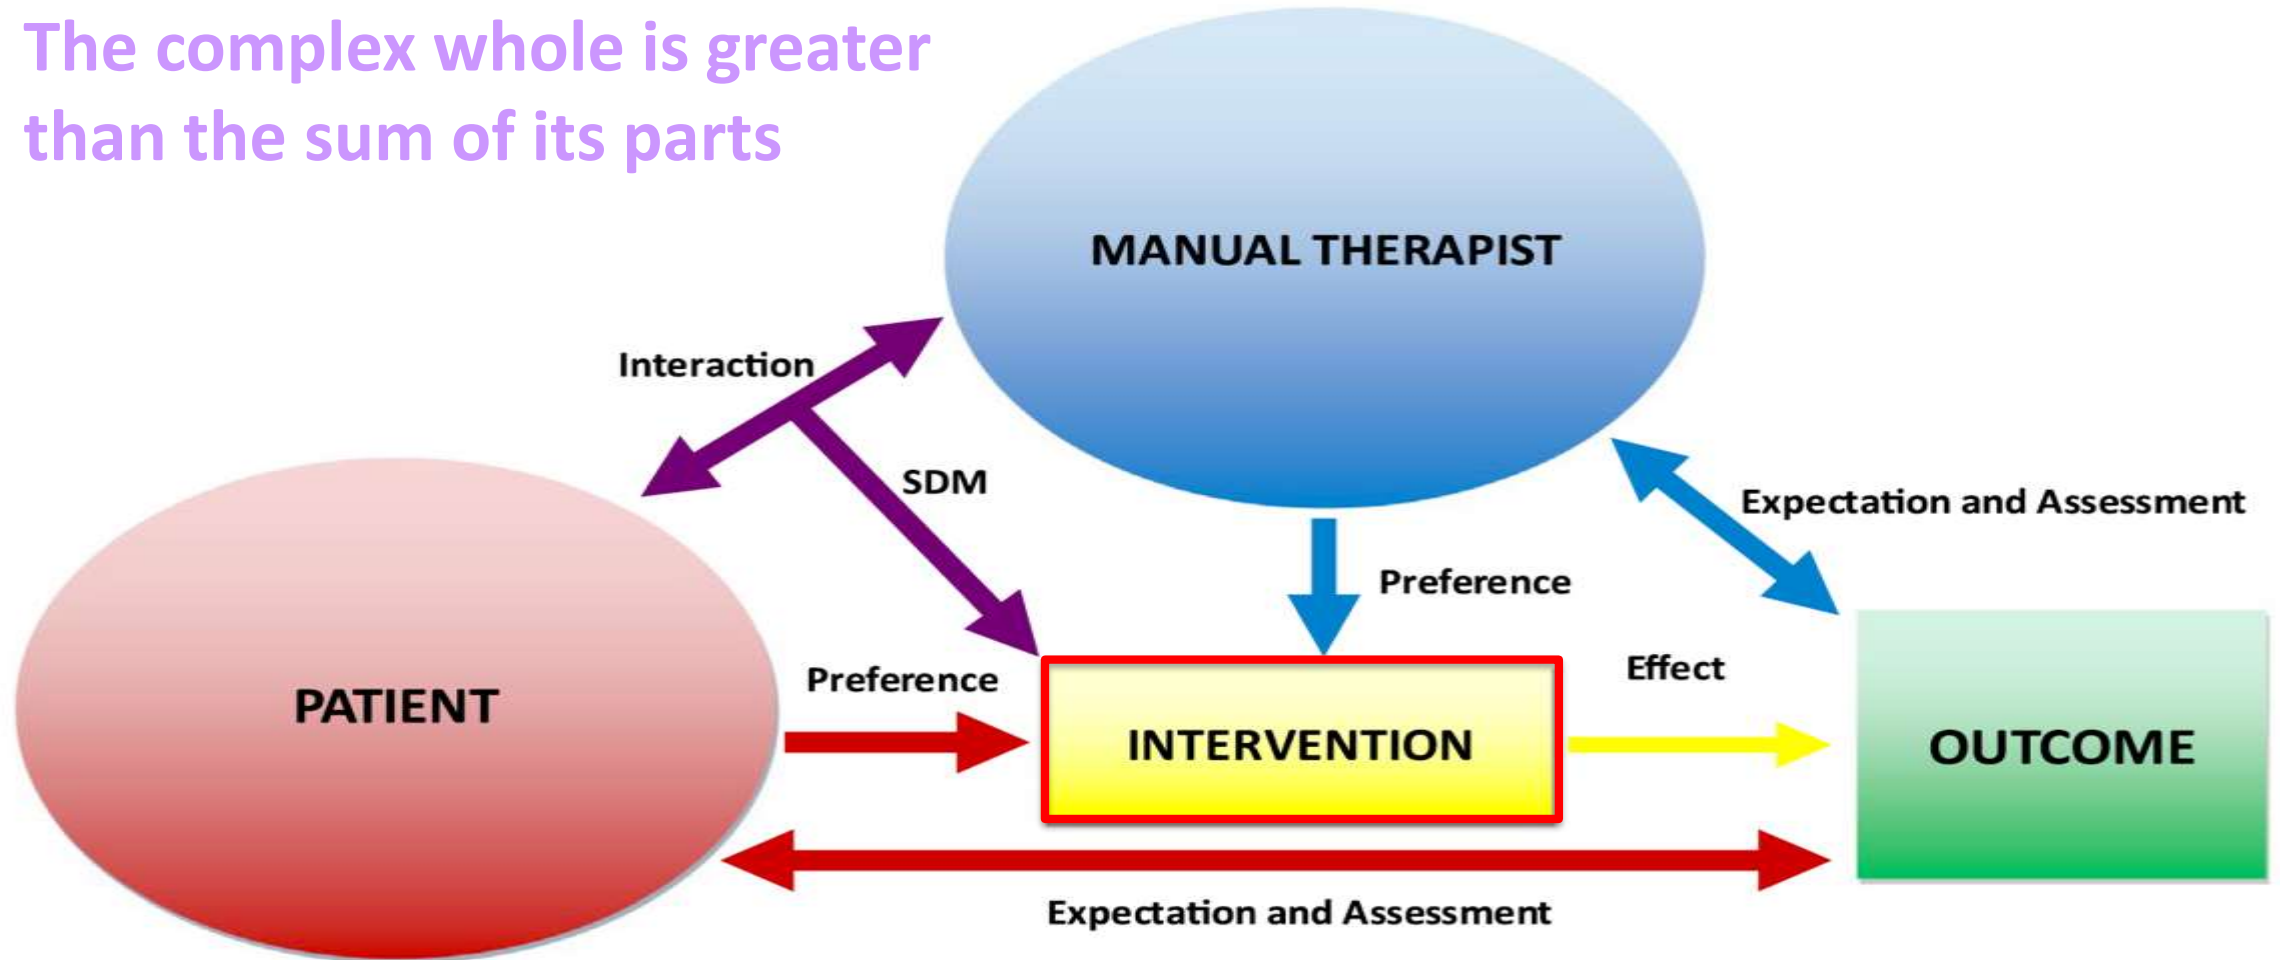 The complex whole is greater
than the sum of its parts
MANUAL THERAPIST
Interaction
SDM
Expectation and Assessment
Preference
Preference
Effect
PATIENT
INTERVENTION
OUTCOME
Expectation and Assessment